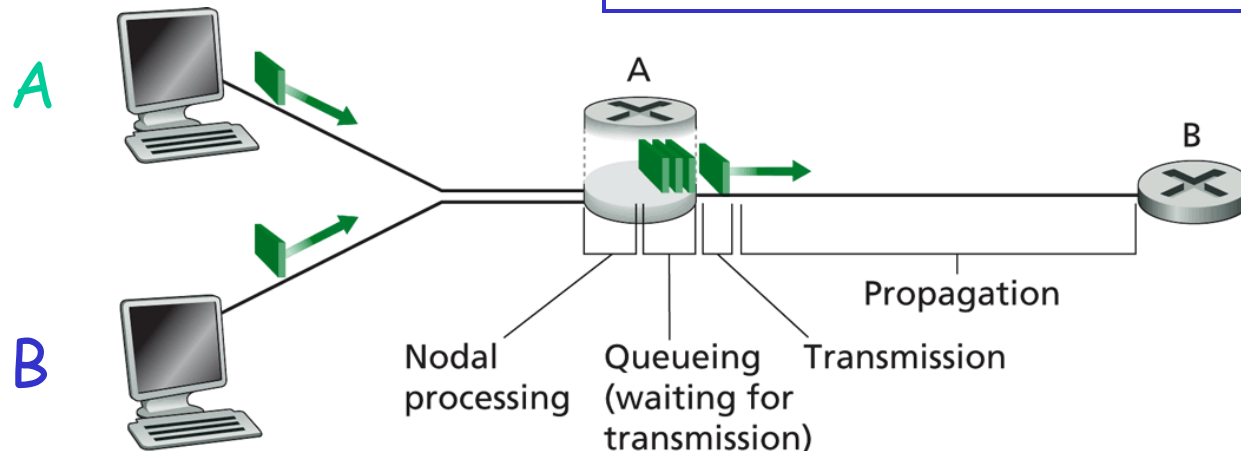 A
A
B
Propagation
Nodal
processing
Queueing
(waiting for
transmission)
Transmission
B